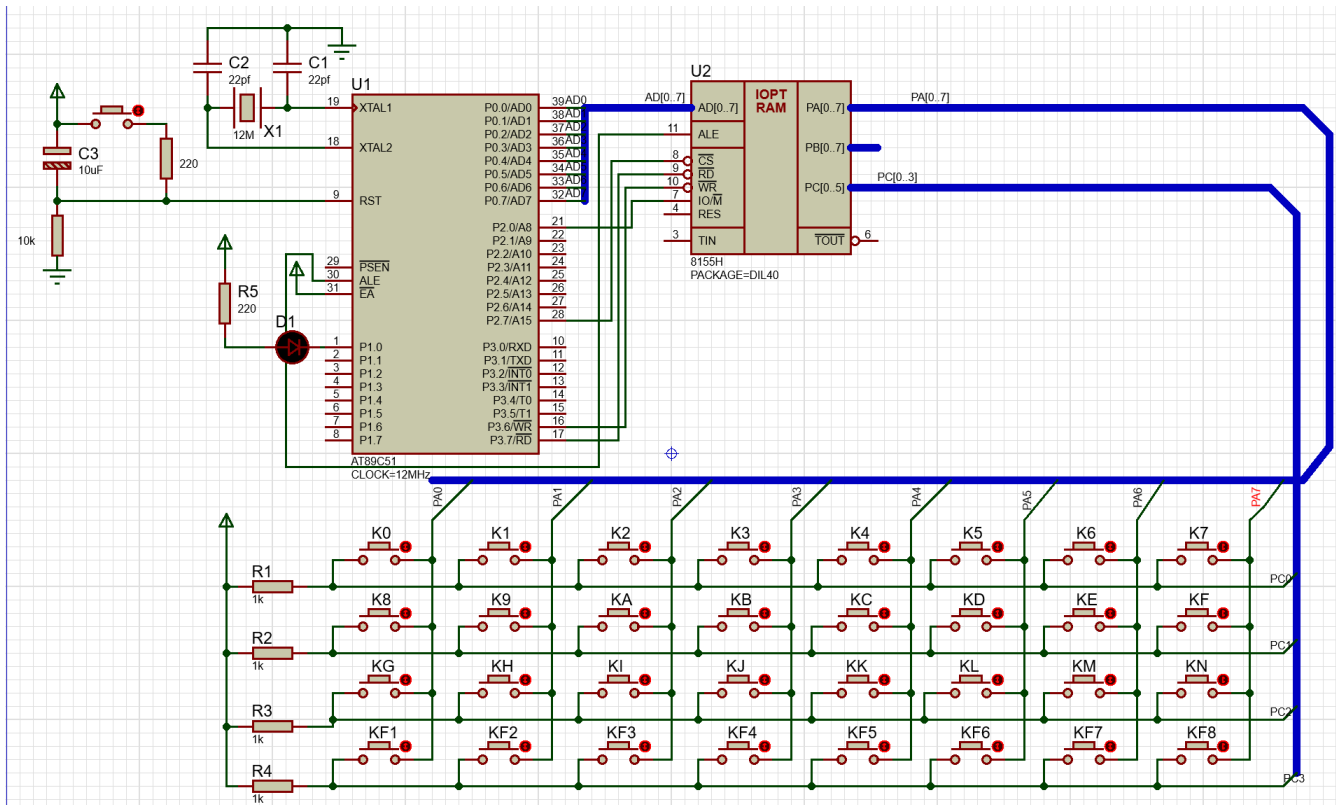 C2
22pf
C1
22pf
X1
12M
C3
10uF
220
10k
R5
220
D1
U1
19
XTAL1
18
XTAL2
9
RST
29
PSEN
30
ALE
31
EA
1
P1.0
2
P1.1
3
P1.2
4
P1.3
5
P1.4
6
P1.5
7
P1.6
8
P1.7
P0.0/AD0
39
AD0
P0.1/AD1
38
AD
P0.2/AD2
37
AD
P0.3/AD3
36
AD
P0.4/AD4
35
AD
P0.5/AD5
34
AD
P0.6/AD6
33
AD
P0.7/AD7
32
AD
P2.0/A8
21
P2.1/A9
22
P2.2/A10
23
P2.3/A11
24
P2.4/A12
25
P2.5/A13
26
P2.6/A14
27
P2.7/A15
28
P3.0/RXD
10
P3.1/TXD
11
P3.2/INT0
12
P3.3/INT1
13
P3.4/T0
14
P3.5/T1
15
P3.6/WR
16
P3.7/RD
17
AT89C51
CLOCK=12MHz
U2
AD[0..7]
AD[0..7]
IOPT
RAM
PA[0..7]
PA[0..7]
11
ALE
PB[0..7]
8
CS
9
RD
10
WR
PC[0..5]
PC[0..3]
7
IO/M
4
RES
3
TIN
TOUT
6
8155H
PACKAGE=DIL40
PA0
PA1
PA2
PA3
PA4
PA5
PA6
PA7
K0
K1
K2
K3
K4
K5
K6
K7
R1
1k
PC0
K8
K9
KA
KB
KC
KD
KE
KF
R2
1k
PC1
KG
KH
KI
KJ
KK
KL
KM
KN
R3
1k
PC2
KF1
KF2
KF3
KF4
KF5
KF6
KF7
KF8
R4
1k
PC3